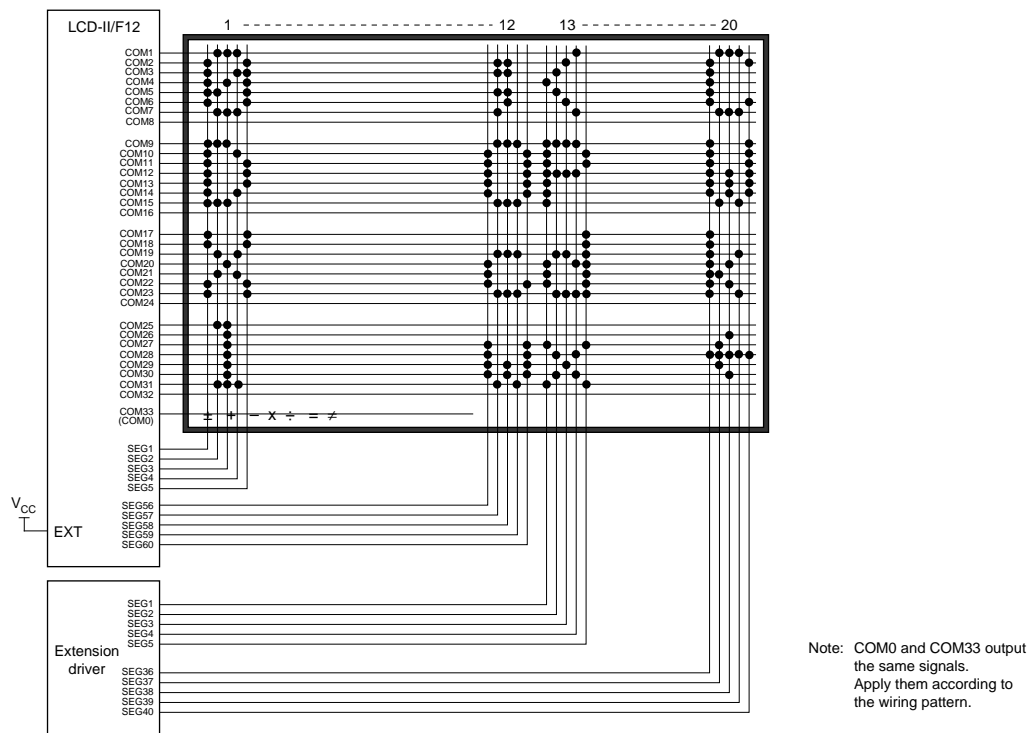 LCD-II/F12
1 12 13 20
COM1
COM2
COM3
COM4
COM5
COM6
COM7
COM8
COM9
COM10
COM11
COM12
COM13
COM14
COM15
COM16
COM17
COM18
COM19
COM20
COM21
COM22
COM23
COM24
COM25
COM26
COM27
COM28
COM29
COM30
COM31
COM32
COM33
(COM0)
± + − x ÷ = ≠
SEG1
SEG2
SEG3
SEG4
SEG5
SEG56
SEG57
SEG58
SEG59
SEG60
VCC
EXT
Extension
driver
SEG1
SEG2
SEG3
SEG4
SEG5
SEG36
SEG37
SEG38
SEG39
SEG40
Note: COM0 and COM33 output
the same signals.
Apply them according to
the wiring pattern.